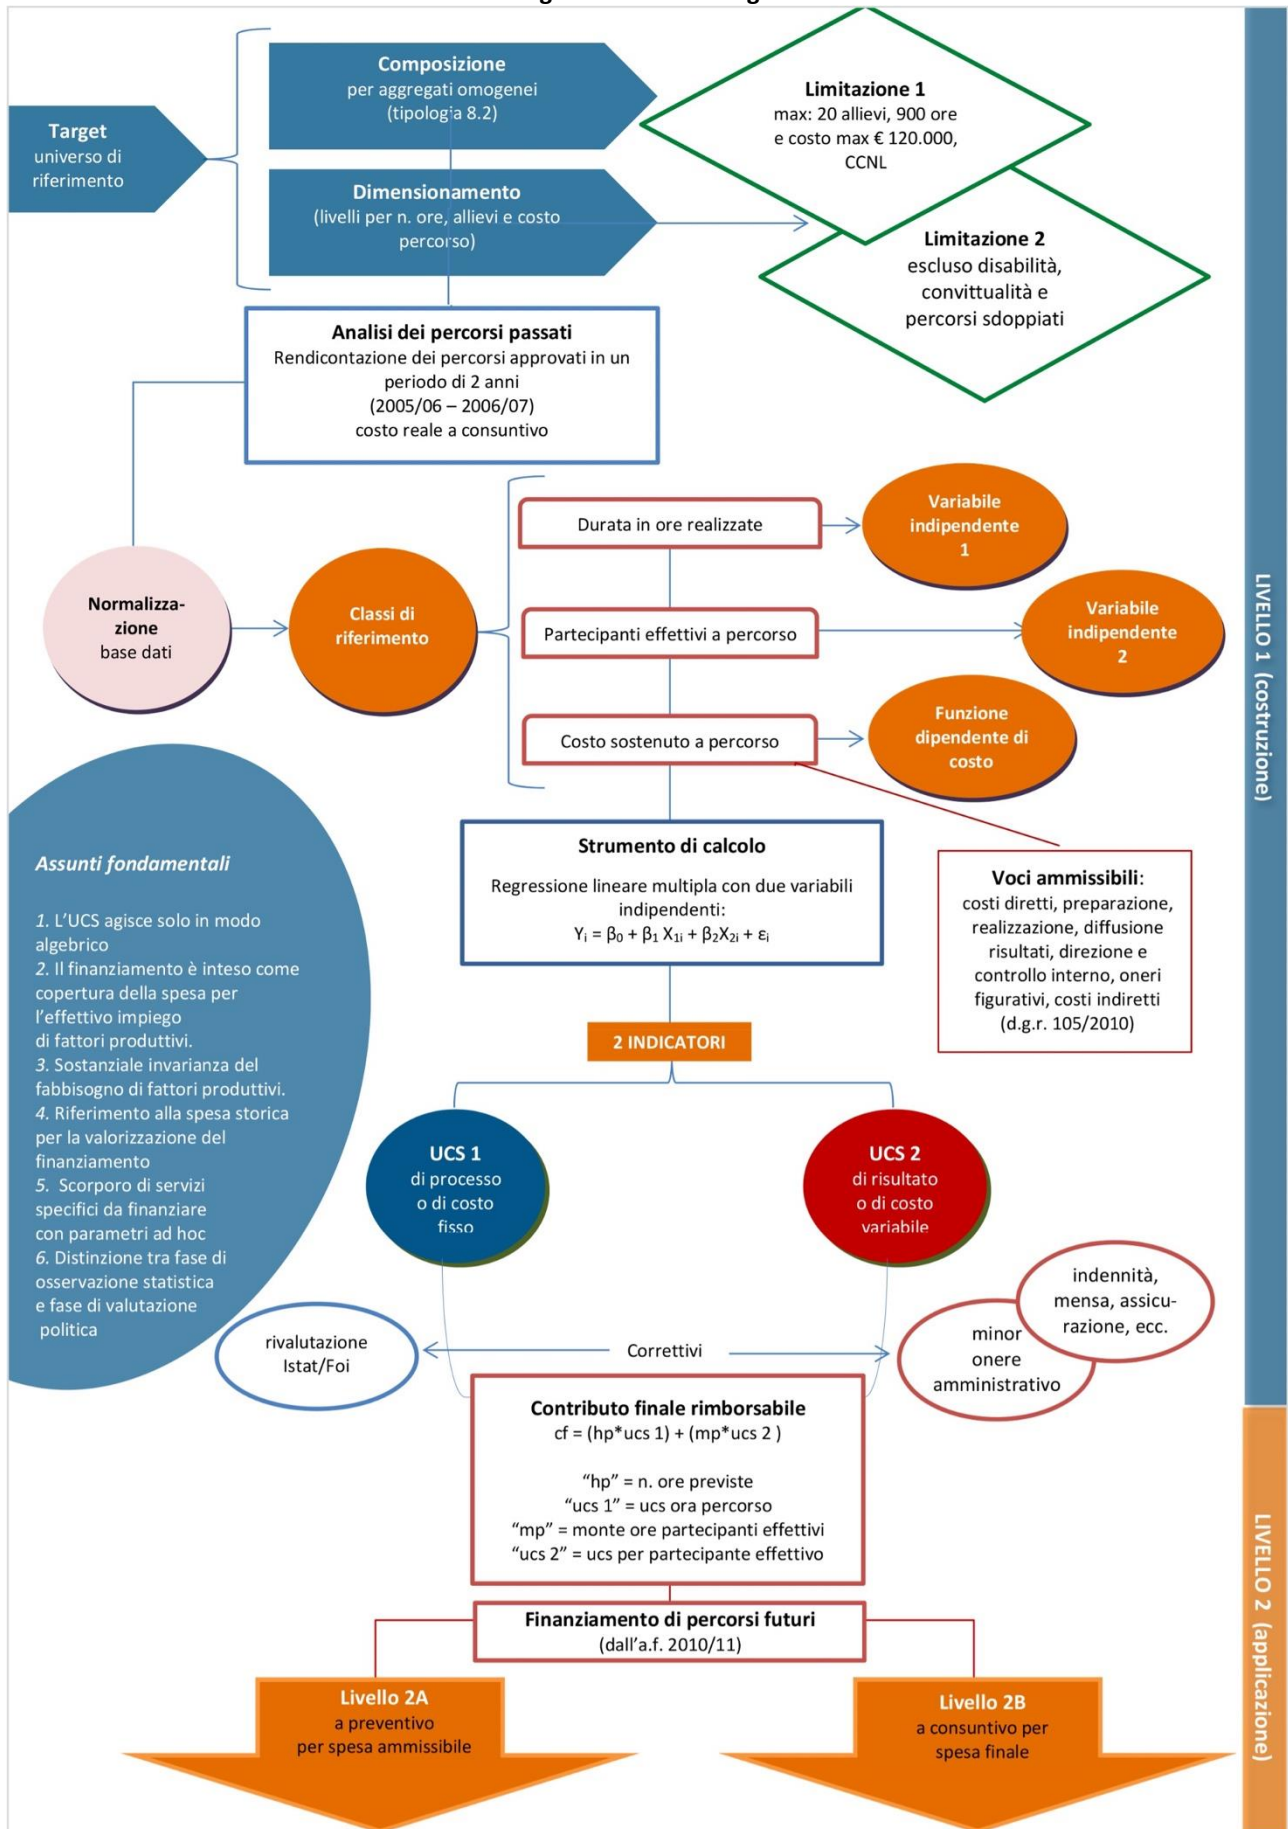 Target
universo di
riferimento
Composizione
per aggregati omogenei
(tipologia 8.2)
Dimensionamento
(livelli per n. ore, allievi e costo
percorso)
Limitazione 1
max: 20 allievi, 900 ore
e costo max € 120.000,
CCNL
Limitazione 2
escluso disabilità,
convittualità e
percorsi sdoppiati
Analisi dei percorsi passati
Rendicontazione dei percorsi approvati in un
periodo di 2 anni
(2005/06 – 2006/07)
costo reale a consuntivo
Normalizza-
zione
base dati
Classi di
riferimento
Durata in ore realizzate
Variabile
indipendente
1
Partecipanti effettivi a percorso
Variabile
indipendente
2
Costo sostenuto a percorso
Funzione
dipendente di
costo
LIVELLO 1 (costruzione)
Assunti fondamentali
1. L’UCS agisce solo in modo
algebrico
2. Il finanziamento è inteso come
copertura della spesa per
l’effettivo impiego
di fattori produttivi.
3. Sostanziale invarianza del
fabbisogno di fattori produttivi.
4. Riferimento alla spesa storica
per la valorizzazione del
finanziamento
5. Scorporo di servizi
specifici da finanziare
con parametri ad hoc
6. Distinzione tra fase di
osservazione statistica
e fase di valutazione
politica
Strumento di calcolo
Regressione lineare multipla con due variabili
indipendenti:
Yᵢ = β₀ + β₁ X₁ᵢ + β₂X₂ᵢ + εᵢ
Voci ammissibili:
costi diretti, preparazione,
realizzazione, diffusione
risultati, direzione e
controllo interno, oneri
figurativi, costi indiretti
(d.g.r. 105/2010)
2 INDICATORI
UCS 1
di processo
o di costo
fisso
UCS 2
di risultato
o di costo
variabile
rivalutazione
Istat/Foi
Correttivi
minor
onere
amministrativo
indennità,
mensa, assicu-
razione, ecc.
Contributo finale rimborsabile
cf = (hp*ucs 1) + (mp*ucs 2 )
“hp” = n. ore previste
“ucs 1” = ucs ora percorso
“mp” = monte ore partecipanti effettivi
“ucs 2” = ucs per partecipante effettivo
Finanziamento di percorsi futuri
(dall’a.f. 2010/11)
Livello 2A
a preventivo
per spesa ammissibile
Livello 2B
a consuntivo per
spesa finale
LIVELLO 2 (applicazione)